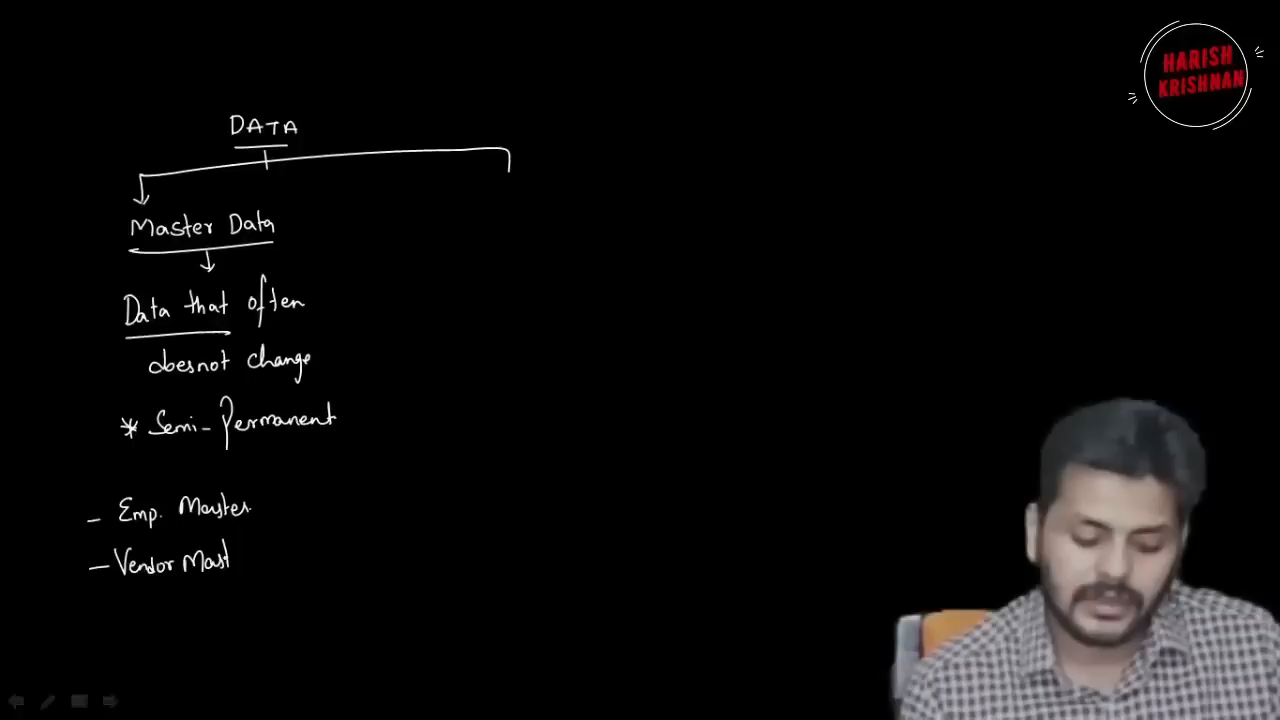 HARISH
KRISHNAN
DATA
Master Data
Data that often
doesnot change
* Semi-Permanent
- Emp. Master
- Vendor Mast